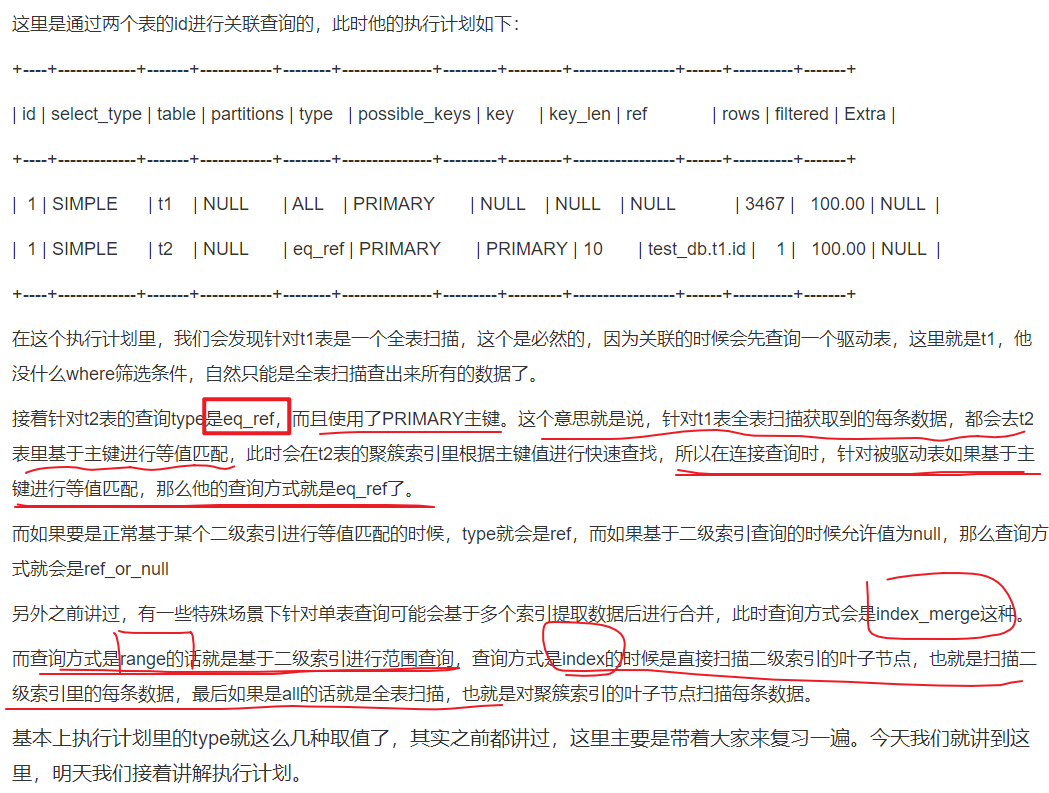 这里是通过两个表的id进行关联查询的，此时他的执行计划如下：
+----+-------------+-------+------------+--------+---------------+---------+---------+-----------------+------+----------+-------+
| id | select_type | table | partitions | type | possible_keys | key | key_len | ref | rows | filtered | Extra |
+----+-------------+-------+------------+--------+---------------+---------+---------+-----------------+------+----------+-------+
| 1 | SIMPLE | t1 | NULL | ALL | PRIMARY | NULL | NULL | NULL | 3467 | 100.00 | NULL |
| 1 | SIMPLE | t2 | NULL | eq_ref | PRIMARY | PRIMARY | 10 | test_db.t1.id | 1 | 100.00 | NULL |
+----+-------------+-------+------------+--------+---------------+---------+---------+-----------------+------+----------+-------+
在这个执行计划里，我们会发现针对t1表是一个全表扫描，这个是必然的，因为关联的时候会先查询一个驱动表，这里就是t1，他
没什么where筛选条件，自然只能是全表扫描查出来所有的数据了。
接着针对t2表的查询type是eq_ref，而且使用了PRIMARY主键。这个意思就是说，针对t1表全表扫描获取到的每条数据，都会去t2
表里基于主键进行等值匹配，此时会在t2表的聚簇索引里根据主键值进行快速查找，所以在连接查询时，针对被驱动表如果基于主
键进行等值匹配，那么他的查询方式就是eq_ref了。
而如果要是正常基于某个二级索引进行等值匹配的时候，type就会是ref，而如果基于二级索引查询的时候允许值为null，那么查询方
式就会是ref_or_null
另外之前讲过，有一些特殊场景下针对单表查询可能会基于多个索引提取数据后进行合并，此时查询方式会是index_merge这种。
而查询方式是range的话就是基于二级索引进行范围查询，查询方式是index的时候是直接扫描二级索引的叶子节点，也就是扫描二
级索引里的每条数据，最后如果是all的话就是全表扫描，也就是对聚簇索引的叶子节点扫描每条数据。
基本上执行计划里的type就这么几种取值了，其实之前都讲过，这里主要是带着大家来复习一遍。今天我们就讲到这
里，明天我们接着讲解执行计划。